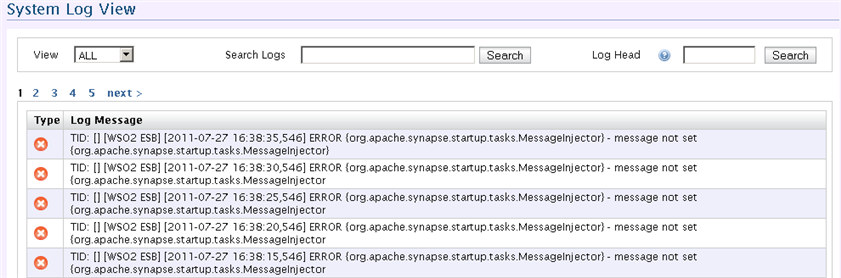 System Log View
View ALL Search Logs Search Log Head Search
1 2 3 4 5 next >
Type Log Message
TID: [] [WSO2 ESB] [2011-07-27 16:38:35,546] ERROR {org.apache.synapse.startup.tasks.MessageInjector} - message not set
{org.apache.synapse.startup.tasks.MessageInjector}
TID: [] [WSO2 ESB] [2011-07-27 16:38:30,546] ERROR {org.apache.synapse.startup.tasks.MessageInjector} - message not set
{org.apache.synapse.startup.tasks.MessageInjector
TID: [] [WSO2 ESB] [2011-07-27 16:38:25,546] ERROR {org.apache.synapse.startup.tasks.MessageInjector} - message not set
{org.apache.synapse.startup.tasks.MessageInjector
TID: [] [WSO2 ESB] [2011-07-27 16:38:20,546] ERROR {org.apache.synapse.startup.tasks.MessageInjector} - message not set
{org.apache.synapse.startup.tasks.MessageInjector
TID: [] [WSO2 ESB] [2011-07-27 16:38:15,546] ERROR {org.apache.synapse.startup.tasks.MessageInjector} - message not set
{org.apache.synapse.startup.tasks.MessageInjector